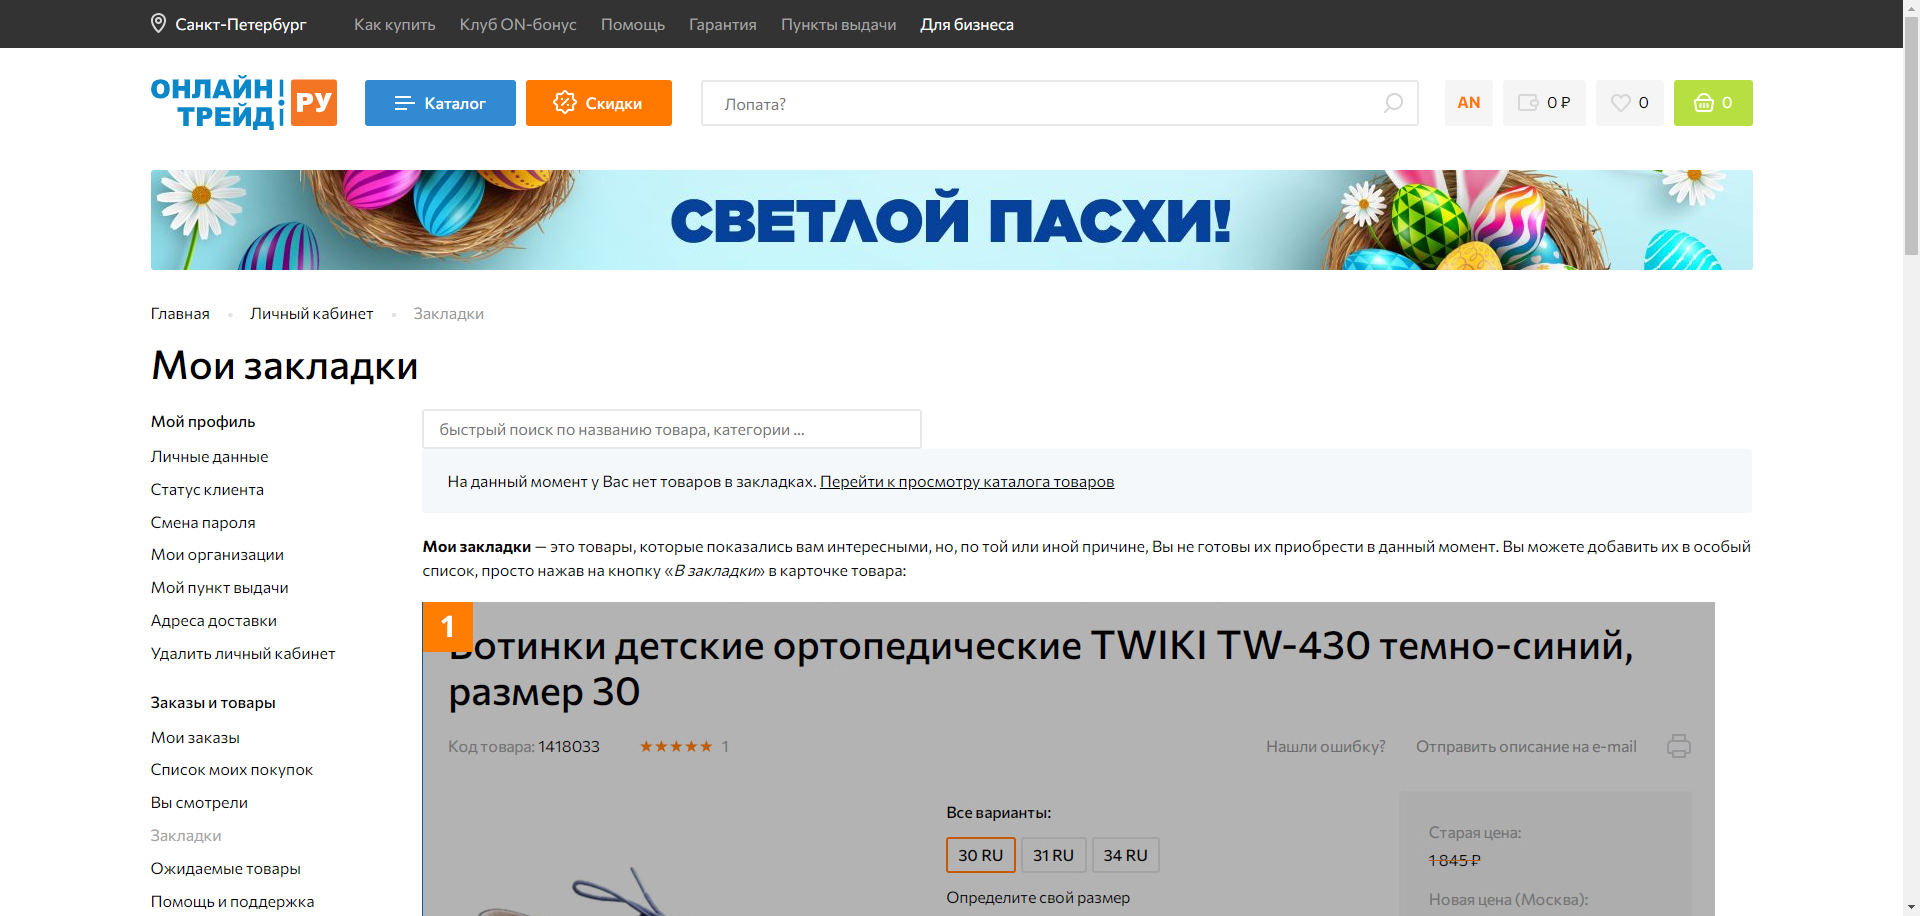 Санкт-Петербург
Как купить
Клуб ON-бонус
Помощь
Гарантия
Пункты выдачи
Для бизнеса
ОНЛАЙН
ТРЕЙД
РУ
Каталог
Скидки
Лопата?
AN
0 ₽
0
0
СВЕТЛОЙ ПАСХИ!
Главная
Личный кабинет
Закладки
Мои закладки
Мой профиль
Личные данные
Статус клиента
Смена пароля
Мои организации
Мой пункт выдачи
Адреса доставки
Удалить личный кабинет
Заказы и товары
Мои заказы
Список моих покупок
Вы смотрели
Закладки
Ожидаемые товары
Помощь и поддержка
быстрый поиск по названию товара, категории ...
На данный момент у Вас нет товаров в закладках. Перейти к просмотру каталога товаров
Мои закладки — это товары, которые показались вам интересными, но, по той или иной причине, Вы не готовы их приобрести в данный момент. Вы можете добавить их в особый
список, просто нажав на кнопку «В закладки» в карточке товара:
1
Ботинки детские ортопедические TWIKI TW-430 темно-синий,
размер 30
Код товара: 1418033
★★★★★ 1
Нашли ошибку?
Отправить описание на e-mail
Все варианты:
30 RU
31 RU
34 RU
Определите свой размер
Старая цена:
1 845 ₽
Новая цена (Москва):